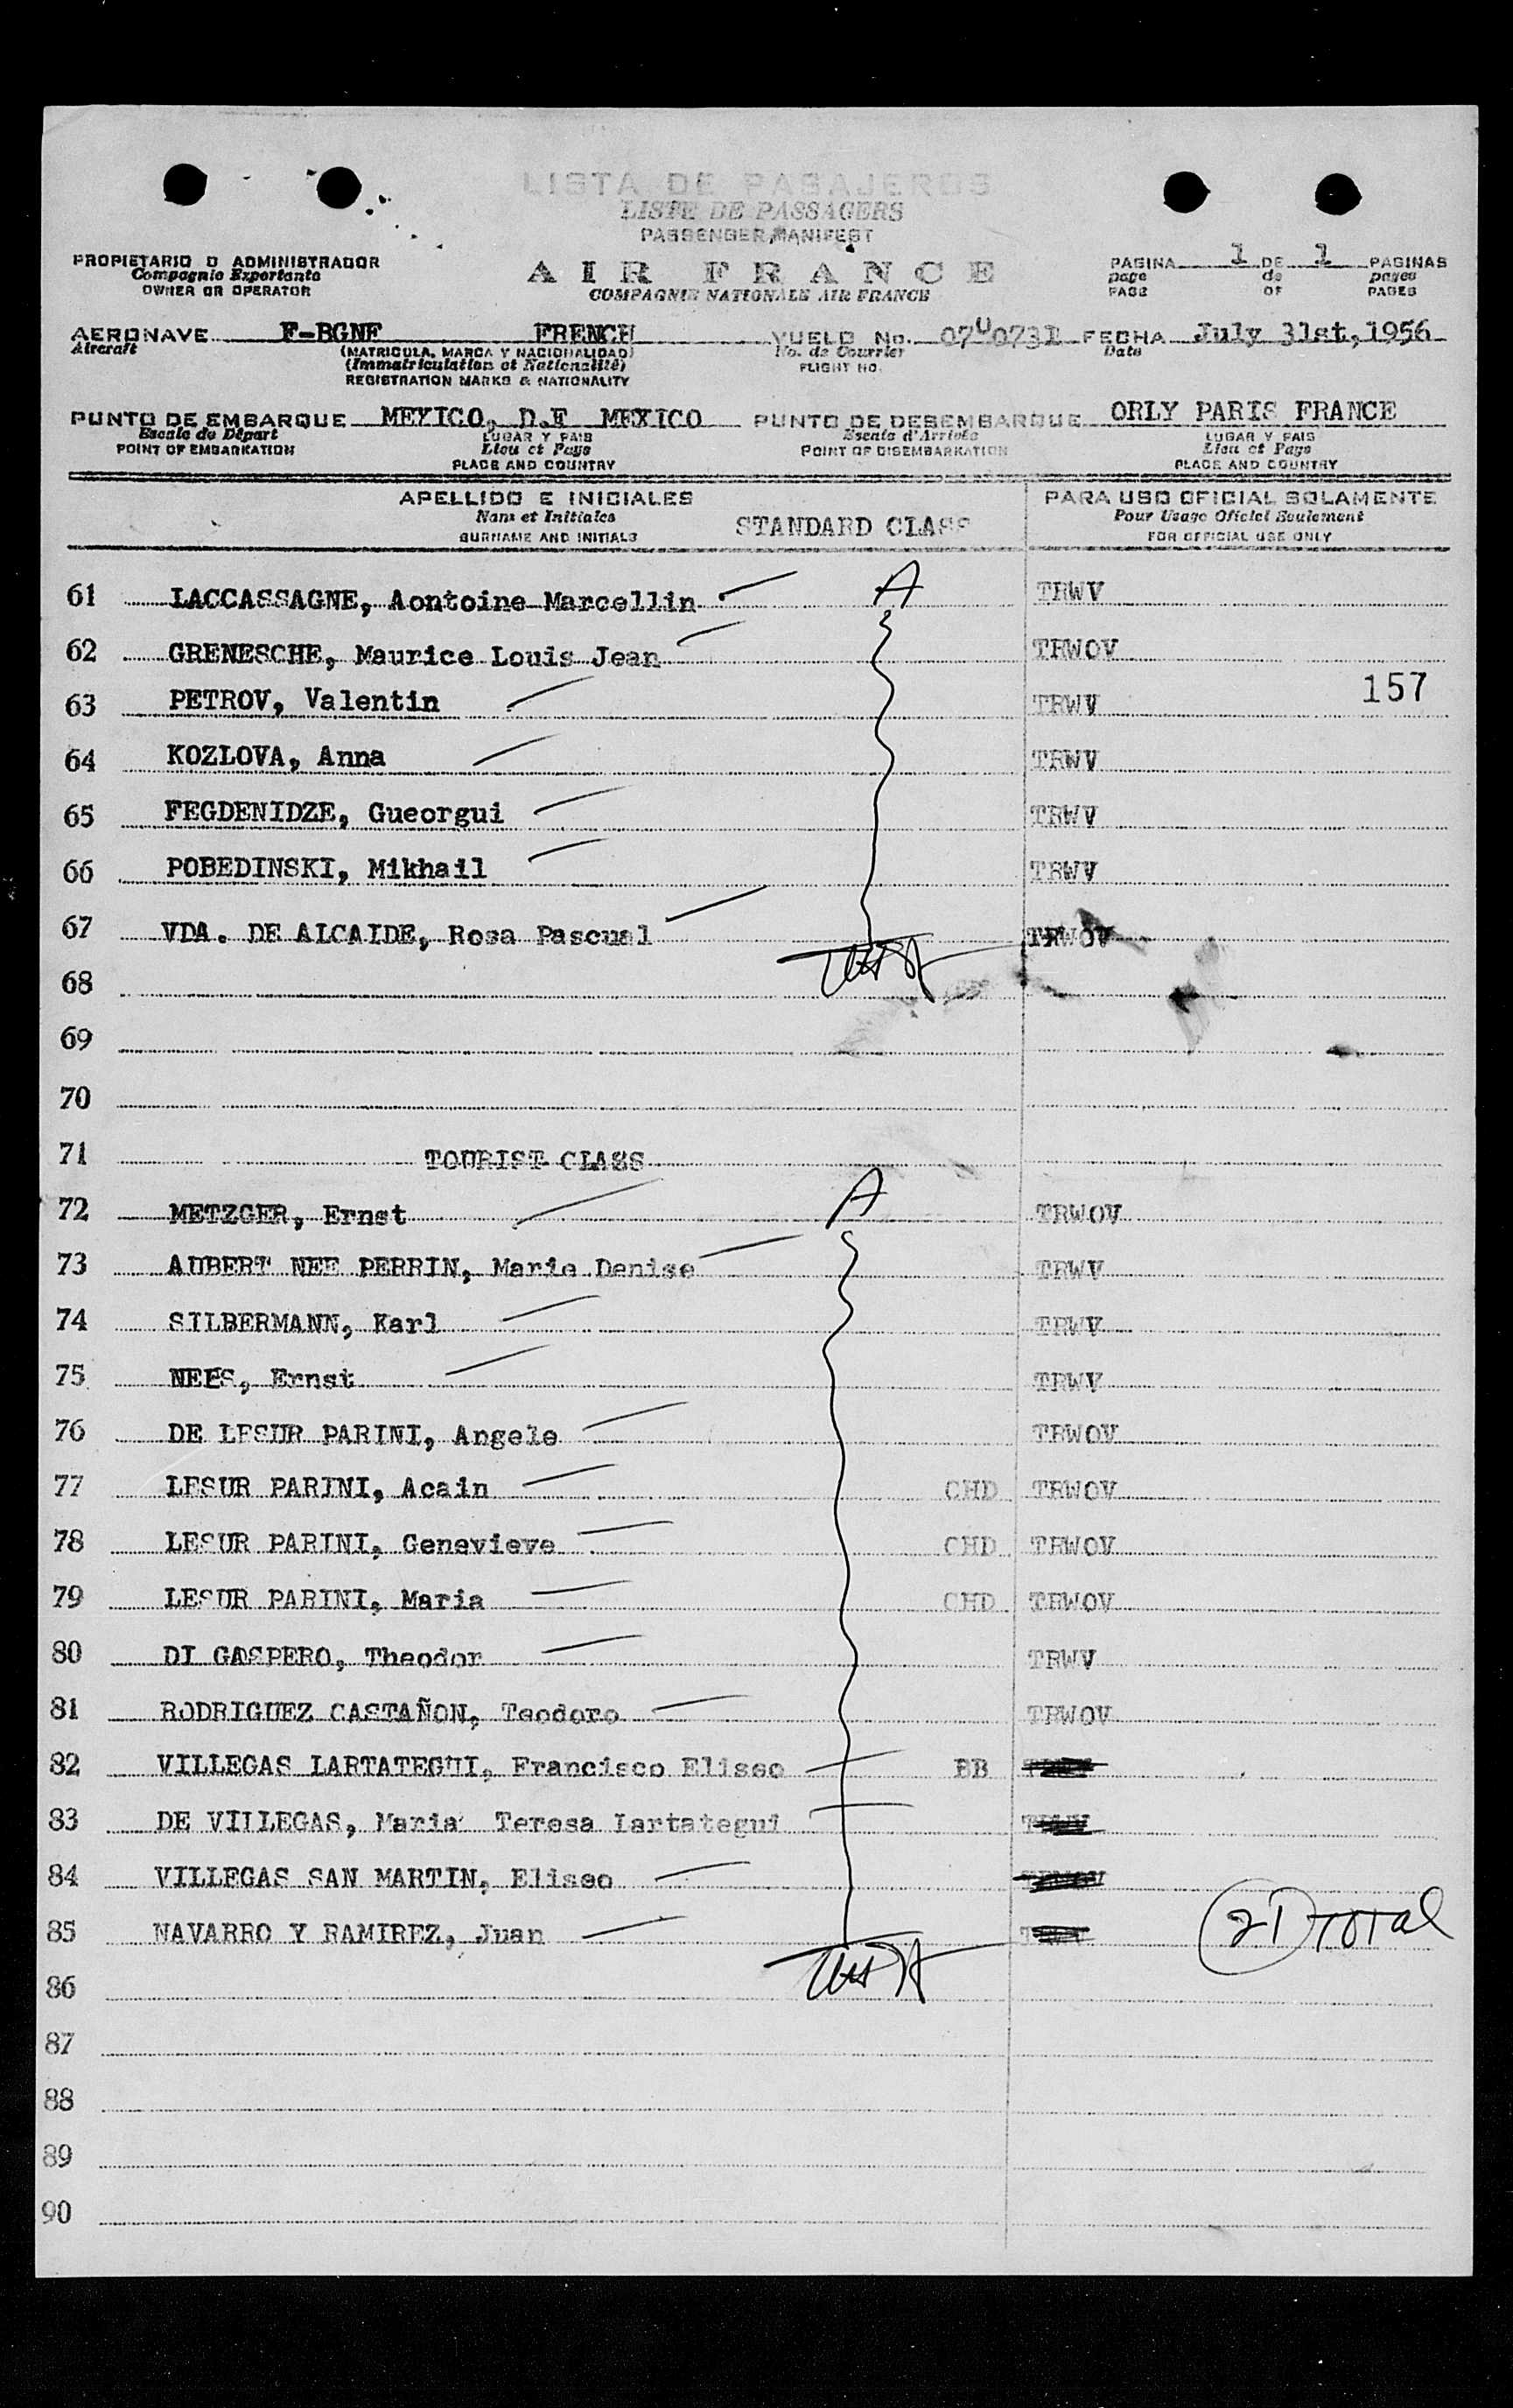 LISTA DE PASAJEROS
LISTE DE PASSAGERS
PASSENGER MANIFEST
PROPIETARIO O ADMINISTRADOR
Compagnie Exportante
OWNER OR OPERATOR
AIR FRANCE
COMPAGNIE NATIONALE AIR FRANCE
PAGINA 1 DE 1 PAGINAS
page de pages
PAGE OF PAGES
AERONAVE F-BGNF FRENCH VUELO No. 07U0731 FECHA July 31st, 1956
Aircraft (MATRICULA, MARCA Y NACIONALIDAD) No. de Courrier Date
(Immatriculation et Nationalité) FLIGHT NO.
REGISTRATION MARKS & NATIONALITY
PUNTO DE EMBARQUE MEXICO, D.F MEXICO PUNTO DE DESEMBARQUE ORLY PARIS FRANCE
Escale de Départ LUGAR Y PAIS Escale d'Arrivée LUGAR Y PAIS
POINT OF EMBARKATION Lieu et Pays POINT OF DISEMBARKATION Lieu et Pays
PLACE AND COUNTRY PLACE AND COUNTRY
APELLIDO E INICIALES PARA USO OFICIAL SOLAMENTE
Nom et Initiales STANDARD CLASS Pour Usage Oficiel Seulement
SURNAME AND INITIALS FOR OFFICIAL USE ONLY
61 LACCASSAGNE, Aontoine Marcellin A TRWV
62 GRENESCHE, Maurice Louis Jean TRWOV
63 PETROV, Valentin TRWV 157
64 KOZLOVA, Anna TRWV
65 FEGDENIDZE, Gueorgui TRWV
66 POBEDINSKI, Mikhail TRWV
67 VDA. DE ALCAIDE, Rosa Pascual TRWOV
68
69
70
71 TOURIST CLASS
72 METZGER, Ernst A TRWOV
73 AUBERT NEE PERRIN, Marie Denise TRWV
74 SILBERMANN, Karl TRWV
75 NEFS, Ernst TRWV
76 DE LESUR PARINI, Angele TRWOV
77 LESUR PARINI, Acain CHD TRWOV
78 LESUR PARINI, Genevieve CHD TRWOV
79 LESUR PARINI, Maria CHD TRWOV
80 DI GASPERO, Theodor TRWV
81 RODRIGUEZ CASTAÑON, Teodoro TRWOV
82 VILLEGAS LARTATEGUI, Francisco Eliseo BB
83 DE VILLEGAS, Maria Teresa Lartategui
84 VILLEGAS SAN MARTIN, Eliseo
85 NAVARRO Y RAMIREZ, Juan 21 Total
86
87
88
89
90